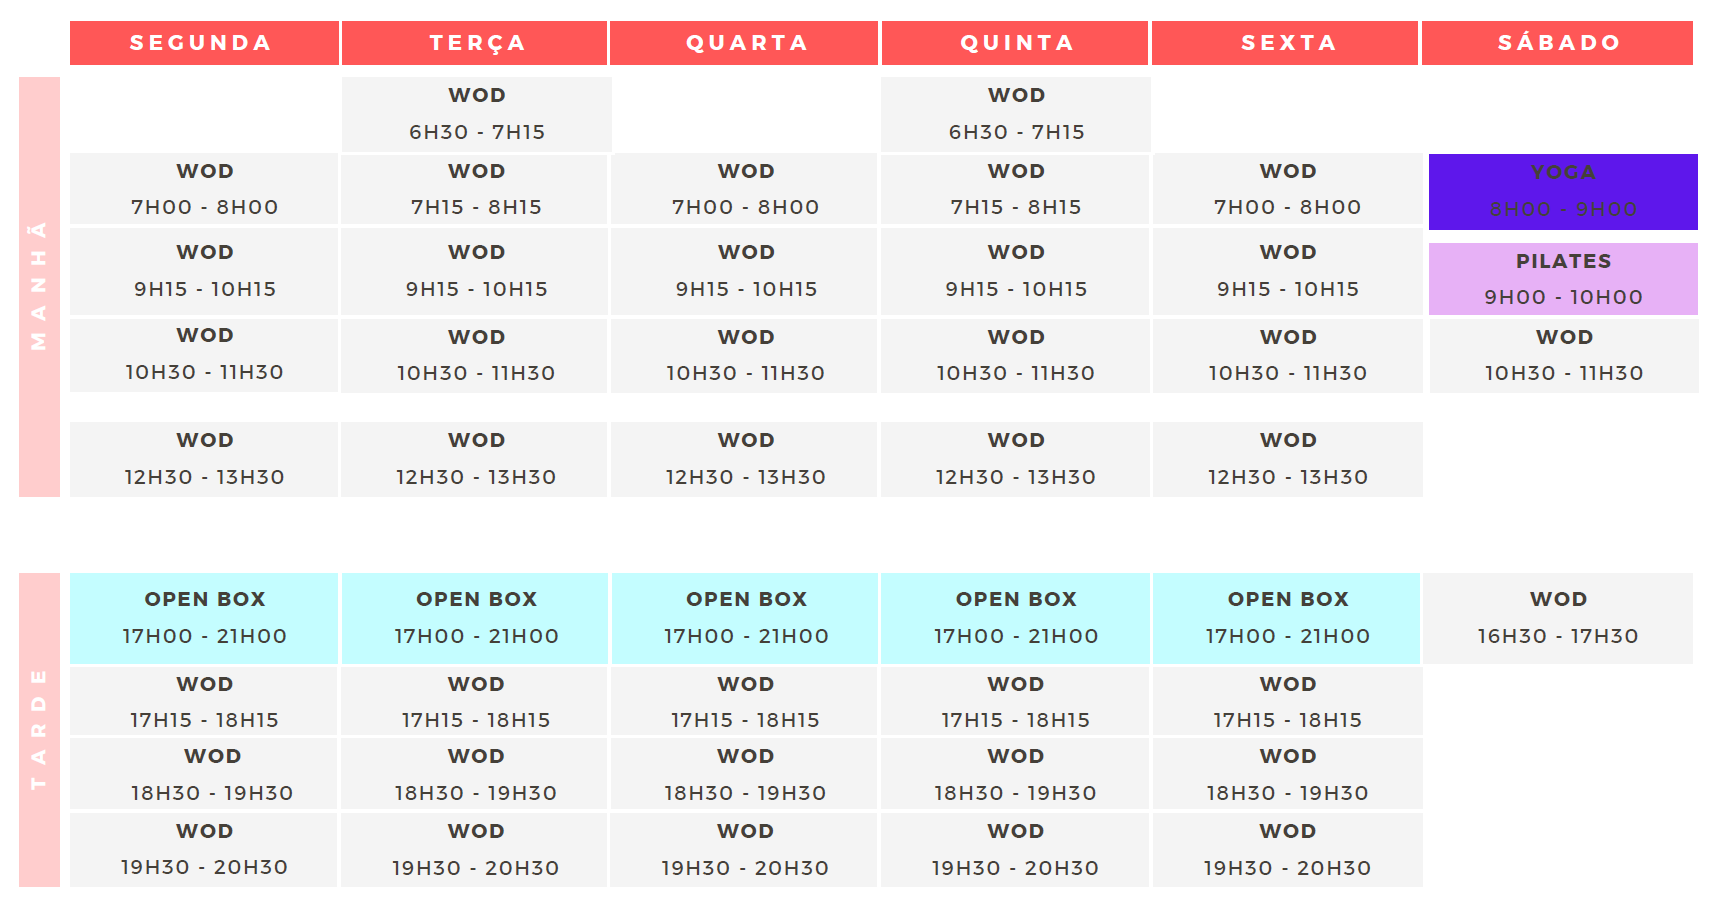 SEGUNDA TERÇA QUARTA QUINTA SEXTA SÁBADO
MANHÃ
WOD WOD
6H30 - 7H15 6H30 - 7H15
WOD WOD WOD WOD WOD YOGA
7H00 - 8H00 7H15 - 8H15 7H00 - 8H00 7H15 - 8H15 7H00 - 8H00 8H00 - 9H00
WOD WOD WOD WOD WOD PILATES
9H15 - 10H15 9H15 - 10H15 9H15 - 10H15 9H15 - 10H15 9H15 - 10H15 9H00 - 10H00
WOD WOD WOD WOD WOD WOD
10H30 - 11H30 10H30 - 11H30 10H30 - 11H30 10H30 - 11H30 10H30 - 11H30 10H30 - 11H30
WOD WOD WOD WOD WOD
12H30 - 13H30 12H30 - 13H30 12H30 - 13H30 12H30 - 13H30 12H30 - 13H30
TARDE
OPEN BOX OPEN BOX OPEN BOX OPEN BOX OPEN BOX WOD
17H00 - 21H00 17H00 - 21H00 17H00 - 21H00 17H00 - 21H00 17H00 - 21H00 16H30 - 17H30
WOD WOD WOD WOD WOD
17H15 - 18H15 17H15 - 18H15 17H15 - 18H15 17H15 - 18H15 17H15 - 18H15
WOD WOD WOD WOD WOD
18H30 - 19H30 18H30 - 19H30 18H30 - 19H30 18H30 - 19H30 18H30 - 19H30
WOD WOD WOD WOD WOD
19H30 - 20H30 19H30 - 20H30 19H30 - 20H30 19H30 - 20H30 19H30 - 20H30